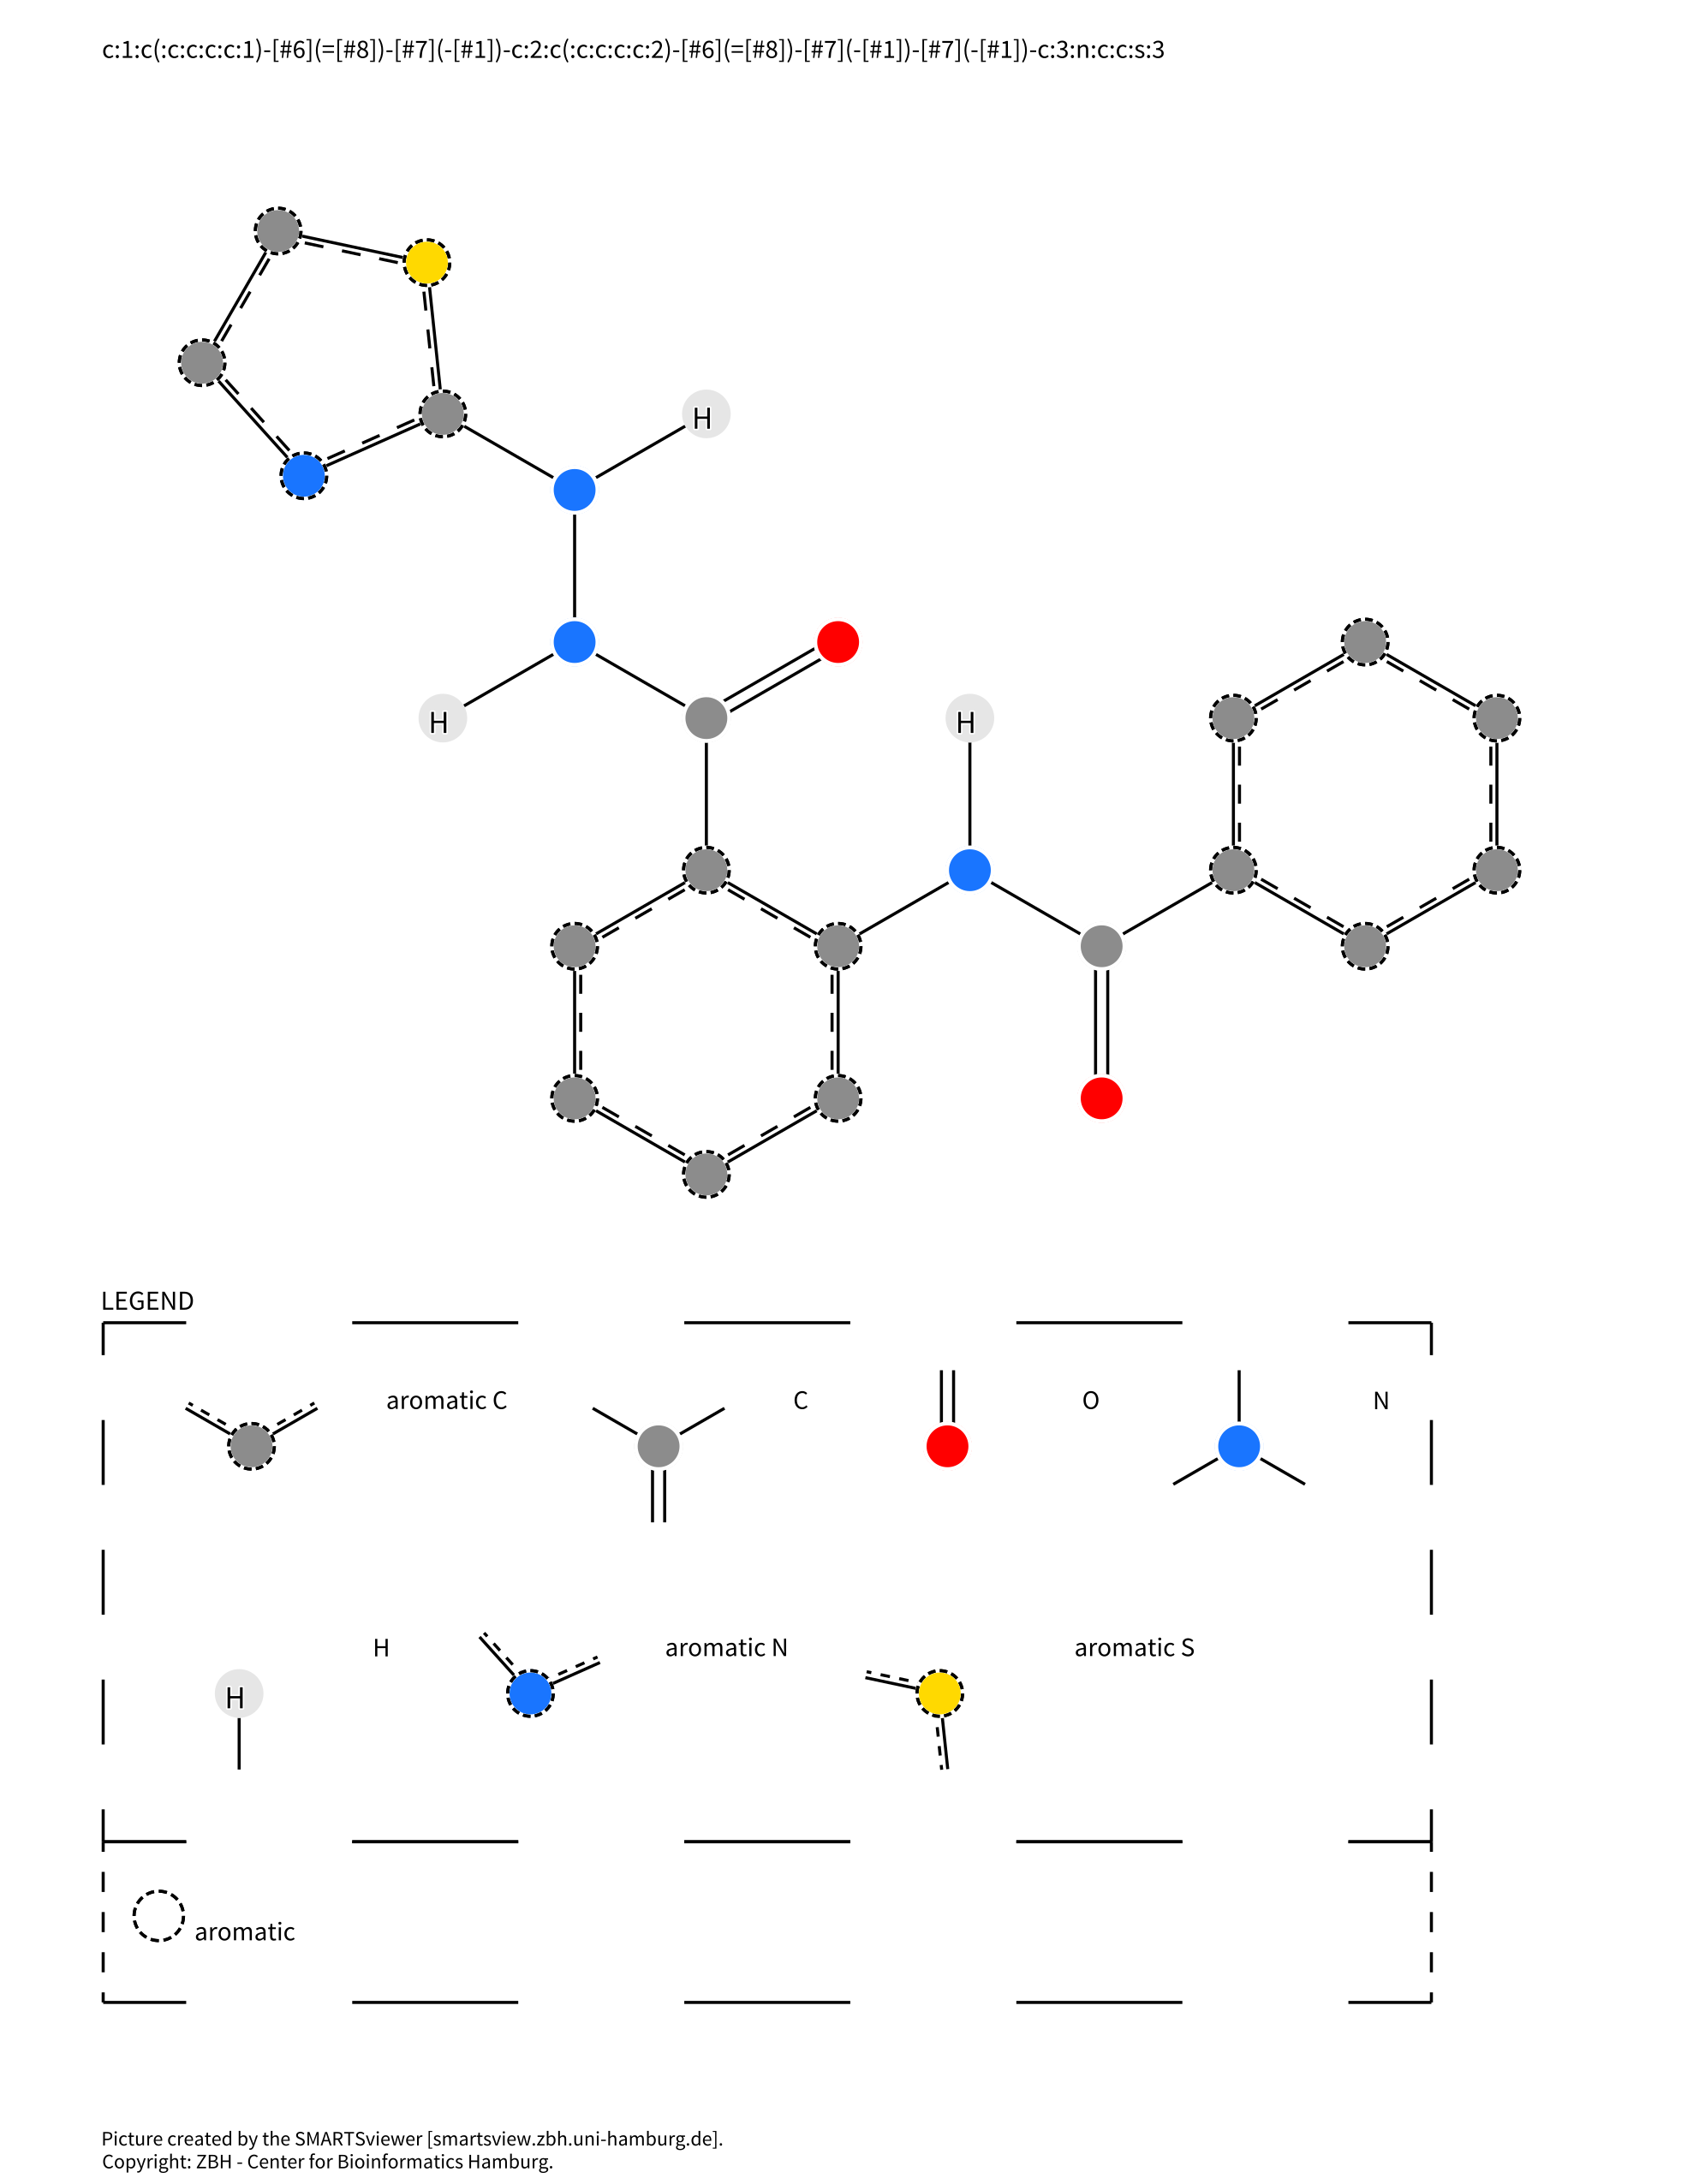 c:1:c(:c:c:c:c:1)-[#6](=[#8])-[#7](-[#1])-c:2:c(:c:c:c:c:2)-[#6](=[#8])-[#7](-[#1])-[#7](-[#1])-c:3:n:c:c:s:3
H
H
H
LEGEND
aromatic C
C
O
N
H
aromatic N
aromatic S
H
aromatic
Picture created by the SMARTSviewer [smartsview.zbh.uni-hamburg.de].
Copyright: ZBH - Center for Bioinformatics Hamburg.